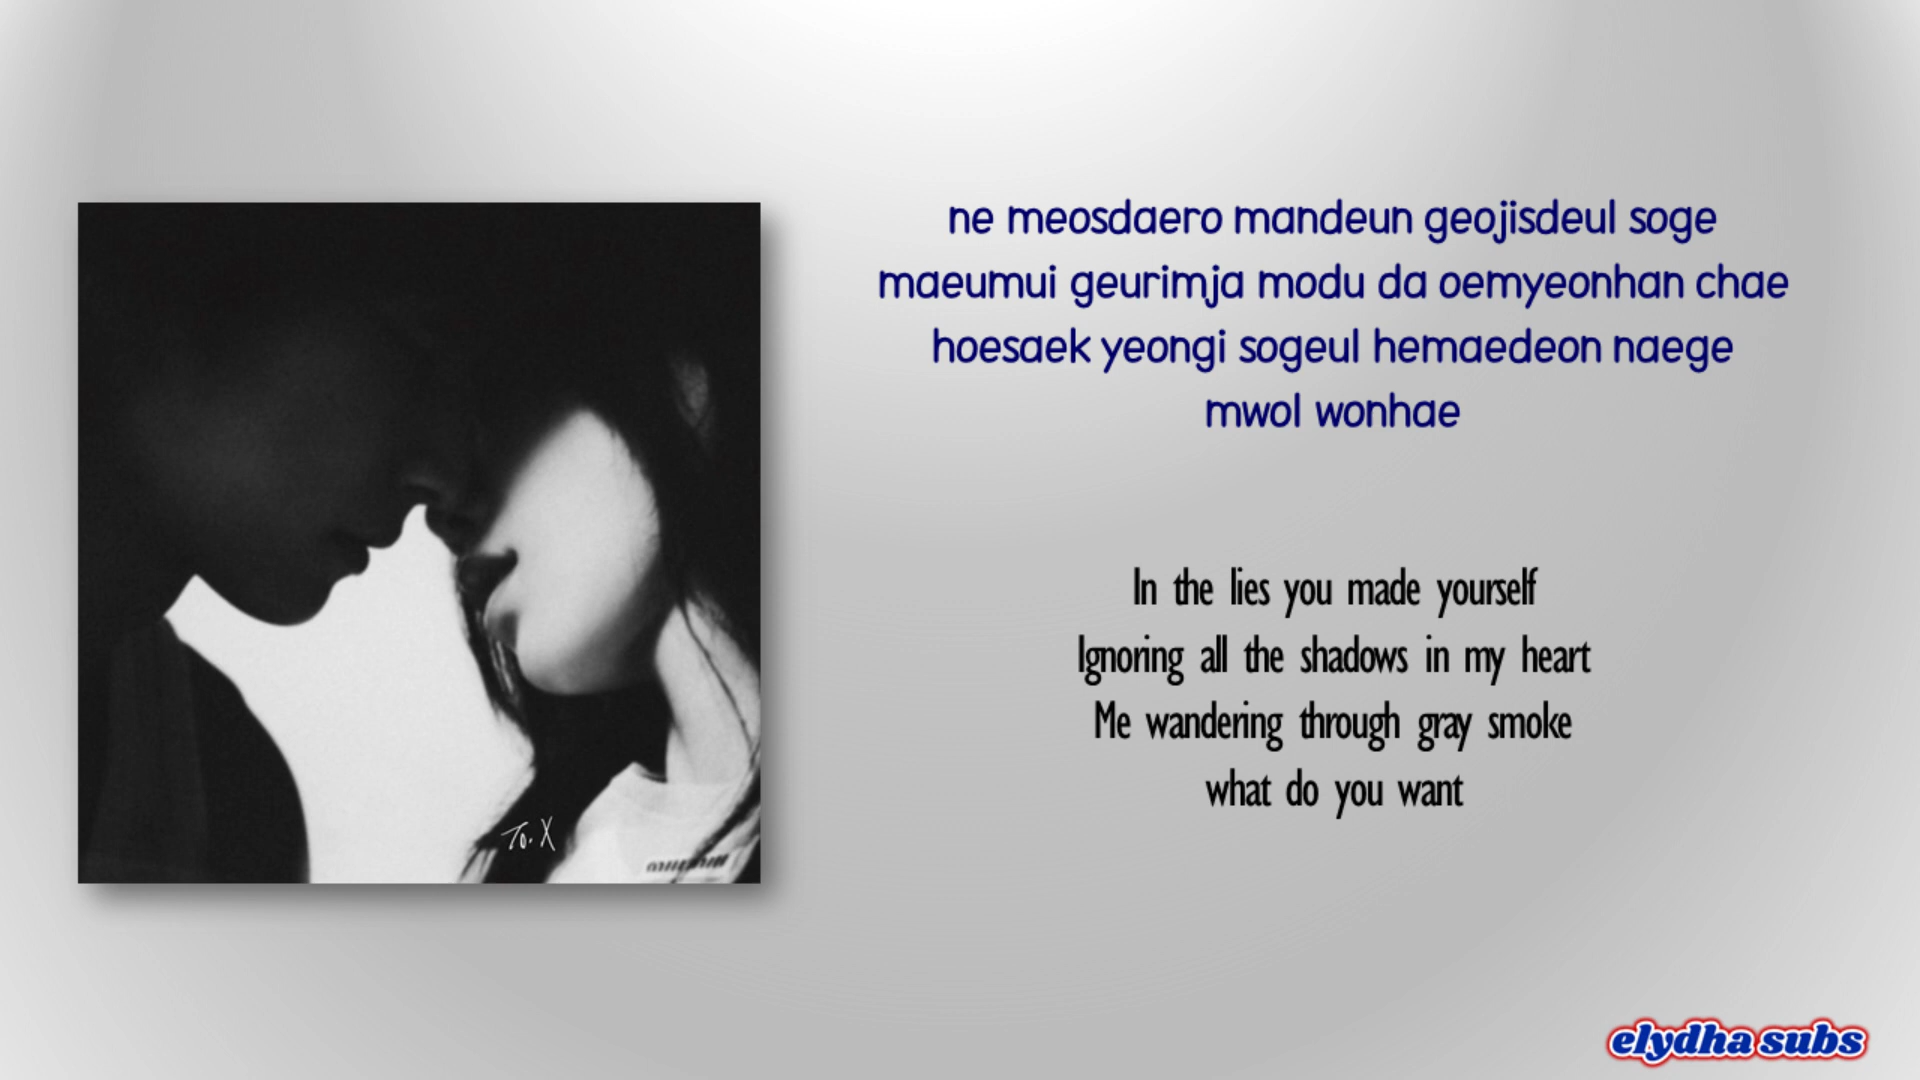 ne meosdaero mandeun geojisdeul soge
maeumui geurimja modu da oemyeonhan chae
hoesaek yeongi sogeul hemaedeon naege
mwol wonhae
In the lies you made yourself
Ignoring all the shadows in my heart
Me wandering through gray smoke
what do you want
To. X
elydha subs